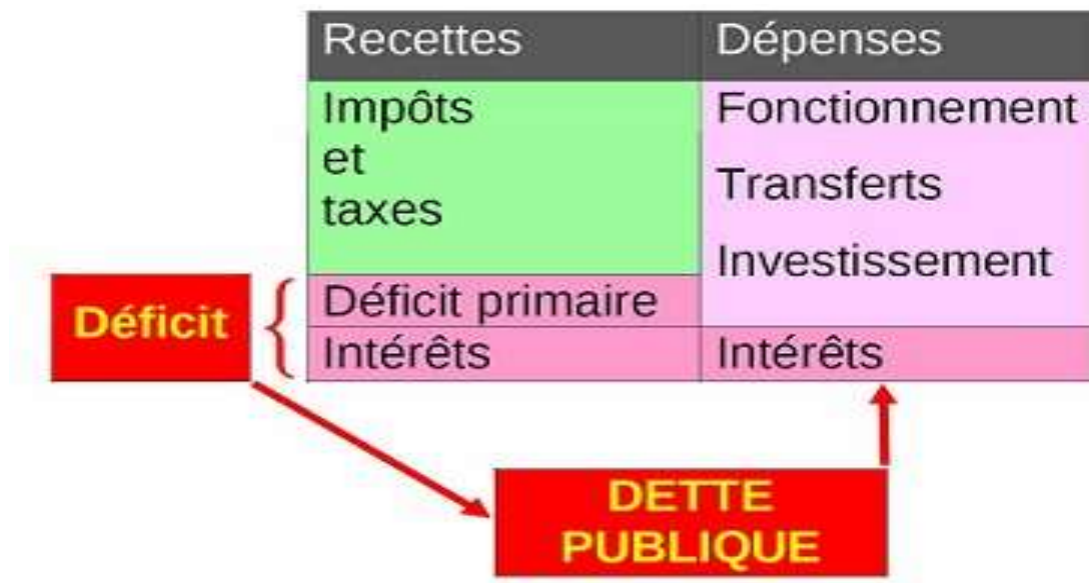 Recettes
Dépenses
Impôts
et
taxes
Fonctionnement
Transferts
Investissement
Déficit
Déficit primaire
Intérêts
Intérêts
DETTE
PUBLIQUE